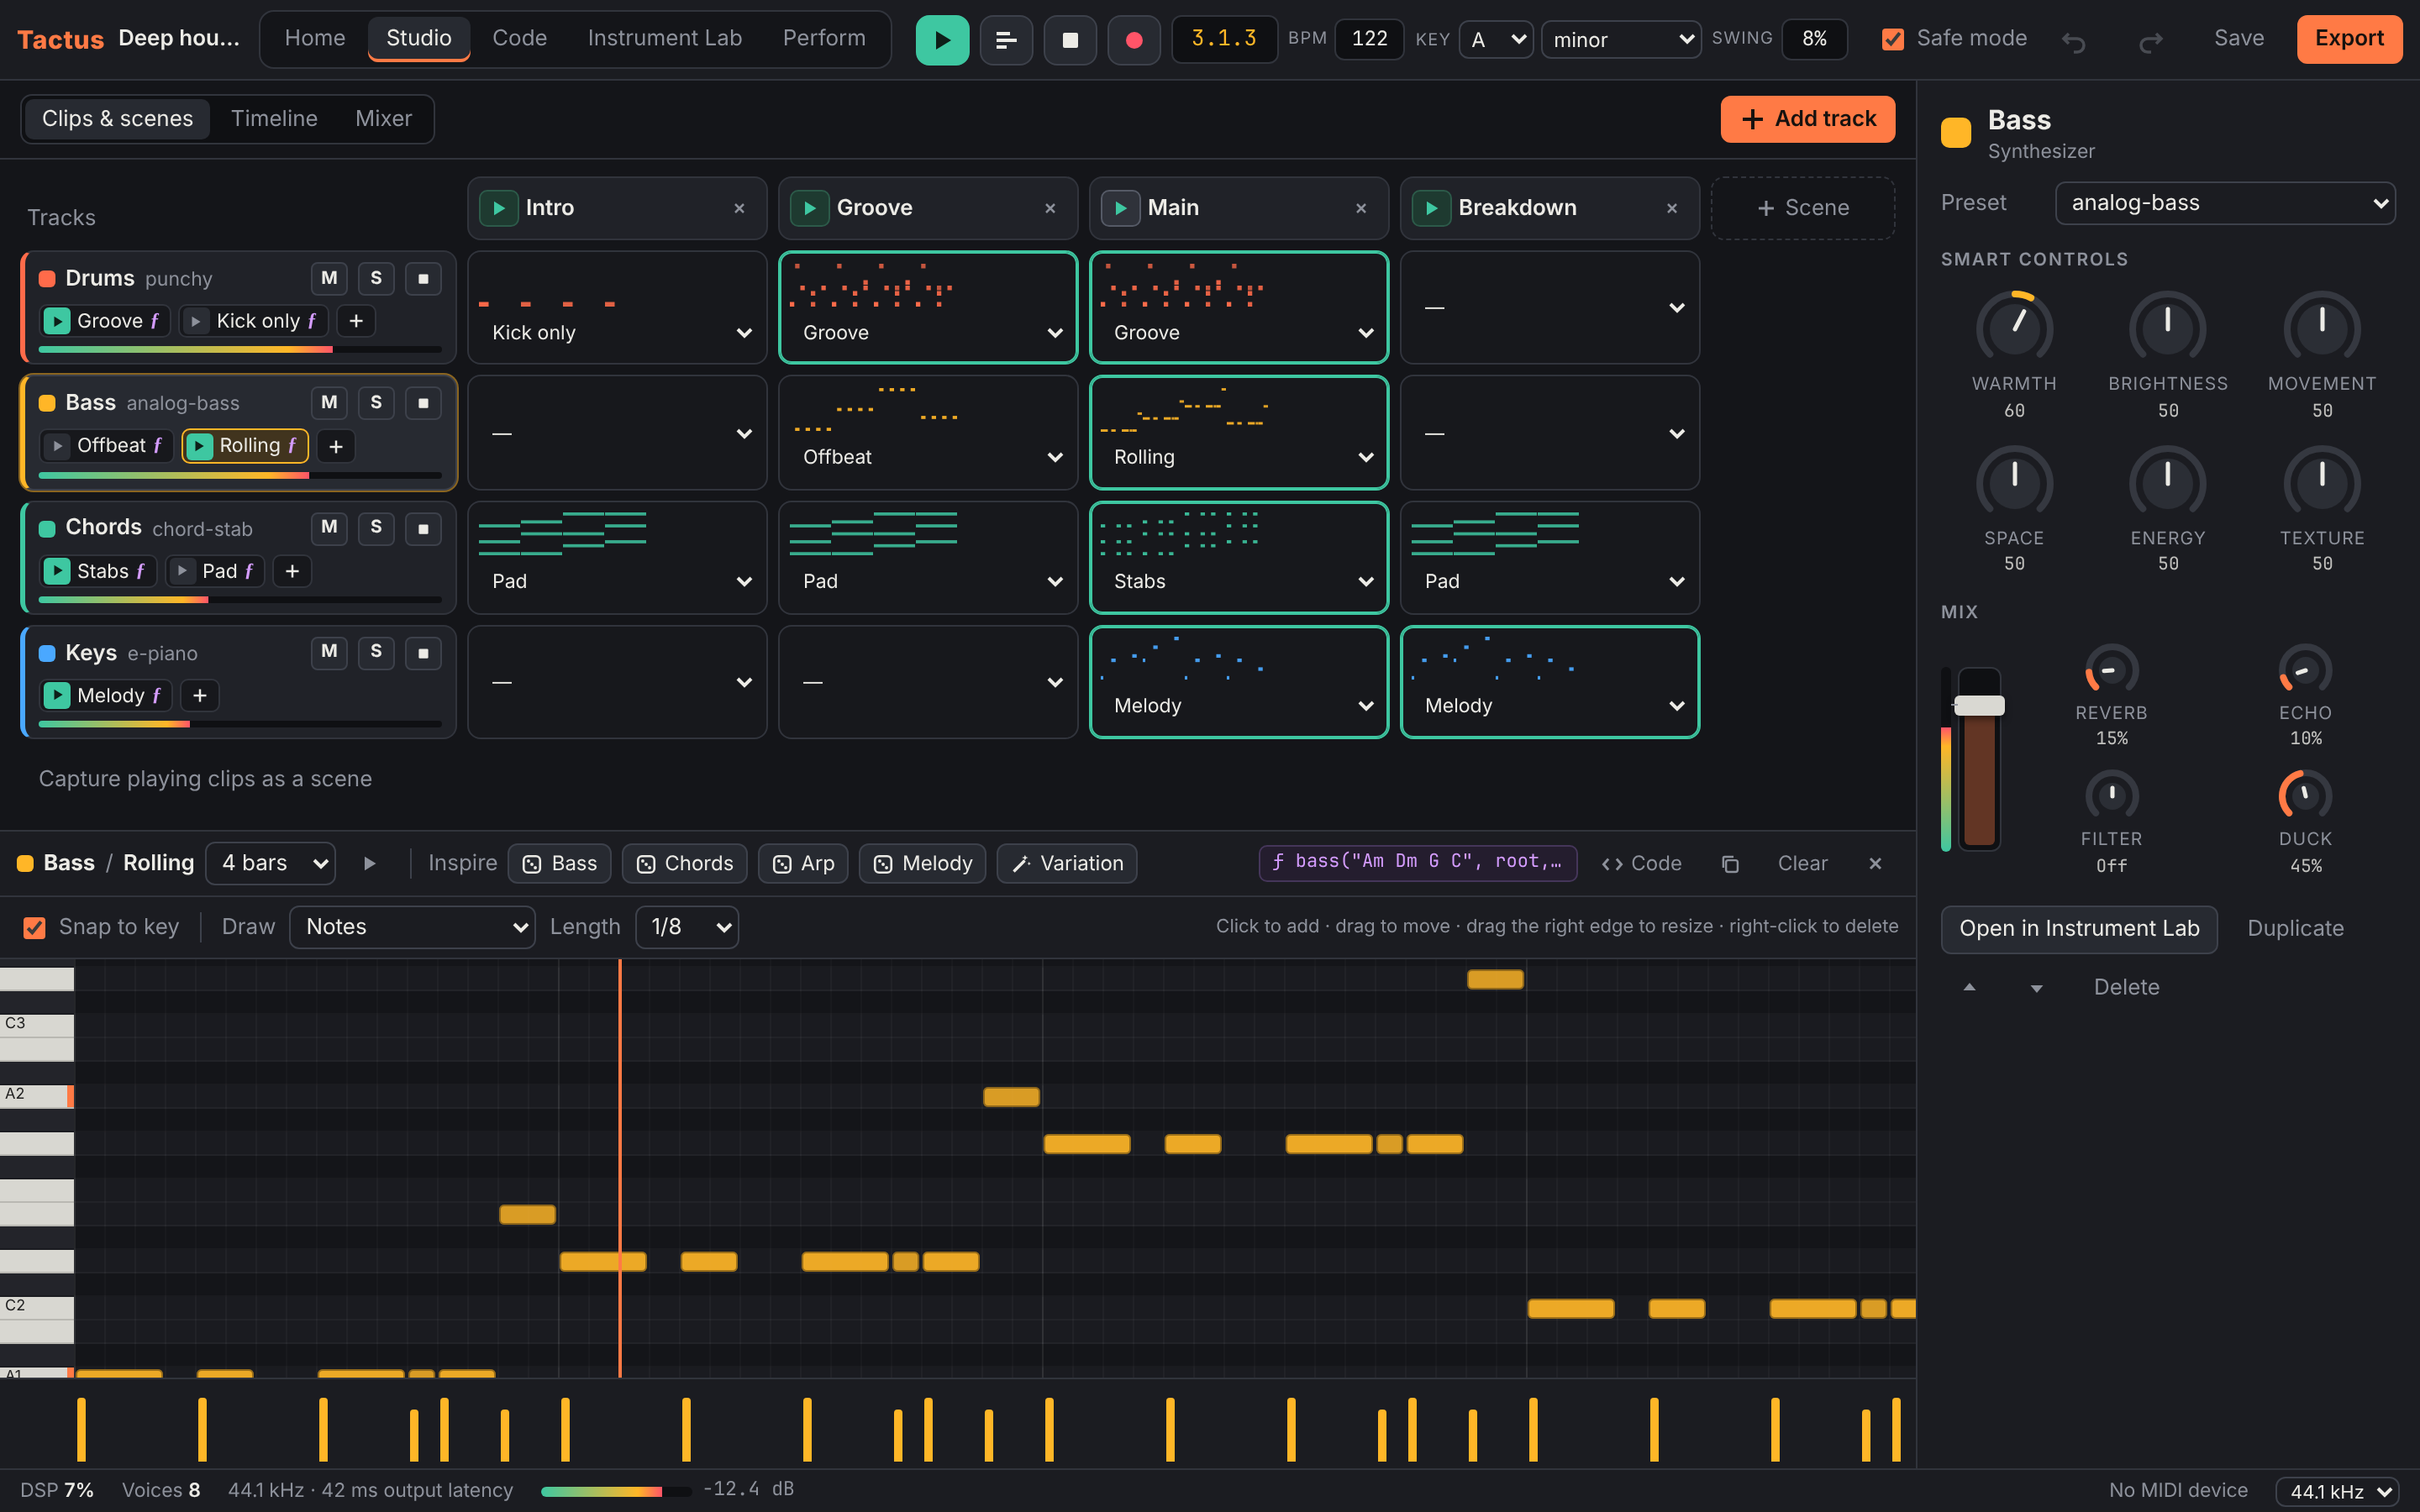 Tactus Deep hou... Home Studio Code Instrument Lab Perform 3.1.3 BPM 122 KEY A minor SWING 8% Safe mode Save Export
Clips & scenes Timeline Mixer + Add track
Tracks Intro × Groove × Main × Breakdown × + Scene
Drums punchy M S
Groove ƒ Kick only ƒ +
Kick only Groove Groove —
Bass analog-bass M S
Offbeat ƒ Rolling ƒ +
— Offbeat Rolling —
Chords chord-stab M S
Stabs ƒ Pad ƒ +
Pad Pad Stabs Pad
Keys e-piano M S
Melody ƒ +
— — Melody Melody
Capture playing clips as a scene
Bass / Rolling 4 bars Inspire Bass Chords Arp Melody Variation ƒ bass("Am Dm G C", root,… <> Code Clear ×
Snap to key Draw Notes Length 1/8 Click to add · drag to move · drag the right edge to resize · right-click to delete
C3
A2
C2
A1
Bass
Synthesizer
Preset analog-bass
SMART CONTROLS
WARMTH BRIGHTNESS MOVEMENT
60 50 50
SPACE ENERGY TEXTURE
50 50 50
MIX
REVERB ECHO
15% 10%
FILTER DUCK
Off 45%
Open in Instrument Lab Duplicate
Delete
DSP 7% Voices 8 44.1 kHz · 42 ms output latency -12.4 dB No MIDI device 44.1 kHz